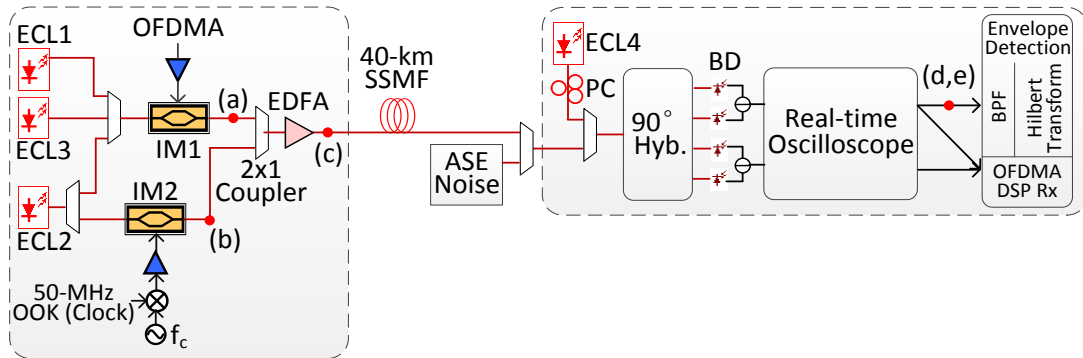 ECL1
OFDMA
ECL3
(a)
EDFA
(c)
IM1
2x1
Coupler
IM2
ECL2
(b)
50-MHz
OOK (Clock)
f_c
40-km
SSMF
ASE
Noise
ECL4
PC
90°
Hyb.
BD
Real-time
Oscilloscope
(d,e)
Envelope
Detection
BPF
Hilbert
Transform
OFDMA
DSP Rx